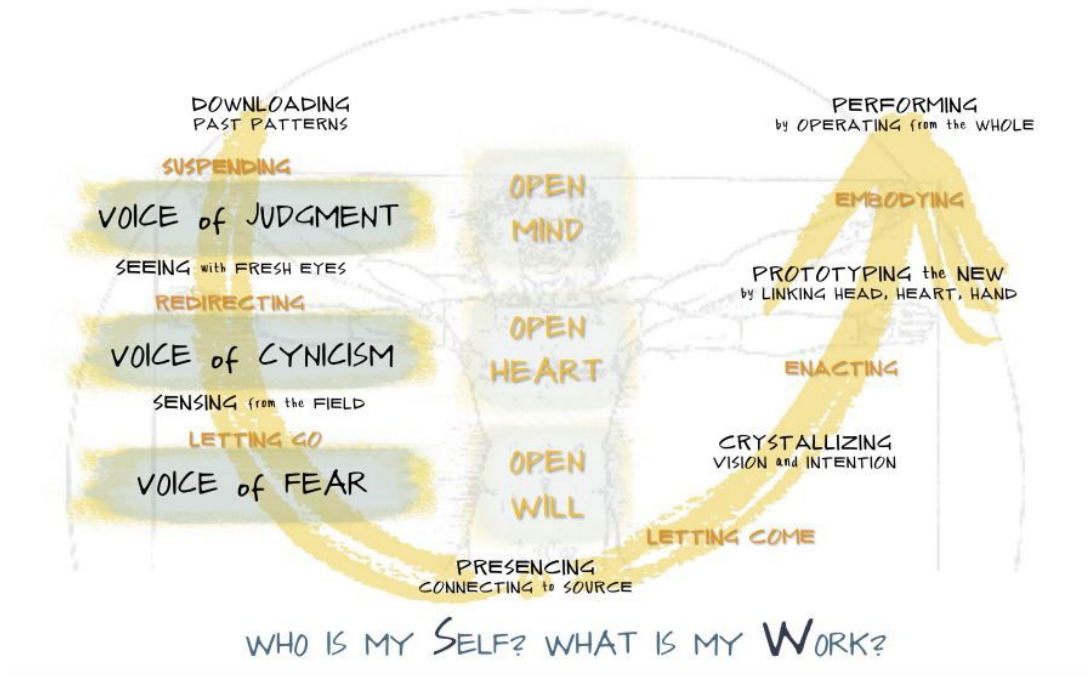 DOWNLOADING
PAST PATTERNS
SUSPENDING
VOICE of JUDGMENT
SEEING with FRESH EYES
REDIRECTING
VOICE of CYNICISM
SENSING from the FIELD
LETTING GO
VOICE of FEAR
OPEN
MIND
OPEN
HEART
OPEN
WILL
PRESENCING
CONNECTING to SOURCE
PERFORMING
by OPERATING from the WHOLE
EMBODYING
PROTOTYPING the NEW
by LINKING HEAD, HEART, HAND
ENACTING
CRYSTALLIZING
VISION and INTENTION
LETTING COME
WHO IS MY SELF? WHAT IS MY WORK?